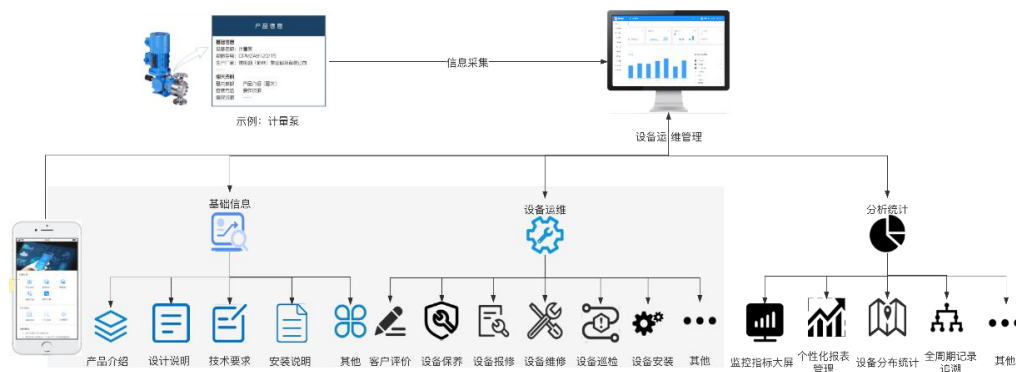 产品信息
基础信息
示例：计量泵
信息采集
设备运维管理
基础信息
设备运维
分析统计
产品介绍
设计说明
技术要求
安装说明
其他
客户评价
设备保养
设备报修
设备维修
设备巡检
设备安装
其他
监控指标大屏
个性化报表
管理
设备分布统计
全周期记录
追溯
其他